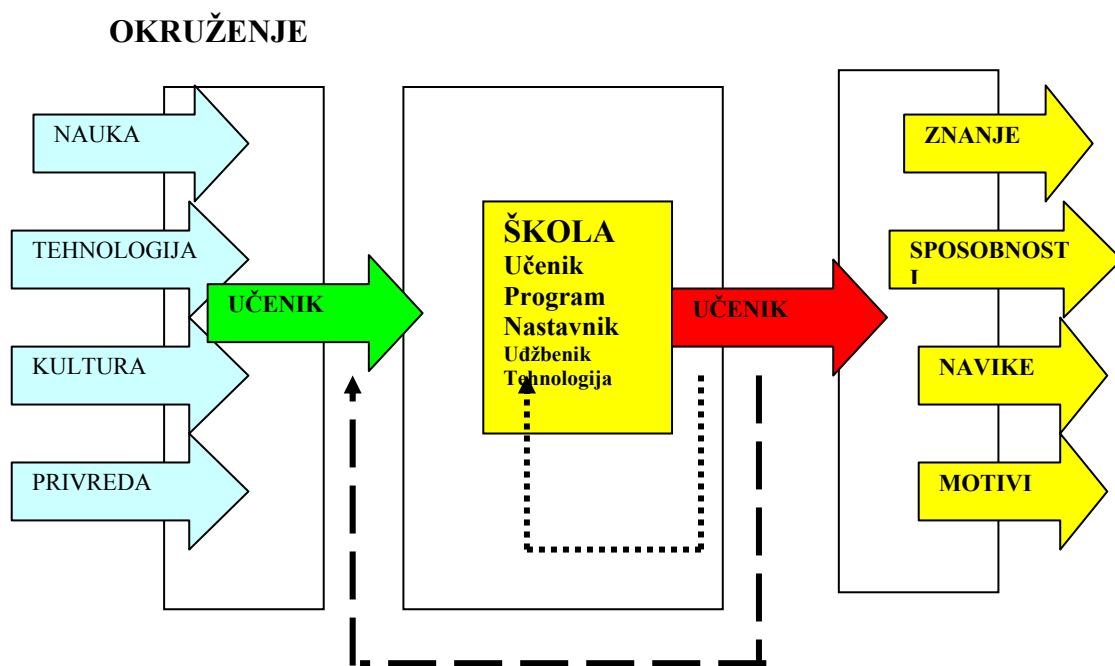 OKRUŽENJE
NAUKA
TEHNOLOGIJA
KULTURA
PRIVREDA
UČENIK
ŠKOLA
Učenik
Program
Nastavnik
Udžbenik
Tehnologija
UČENIK
ZNANJE
SPOSOBNOST
I
NAVIKE
MOTIVI